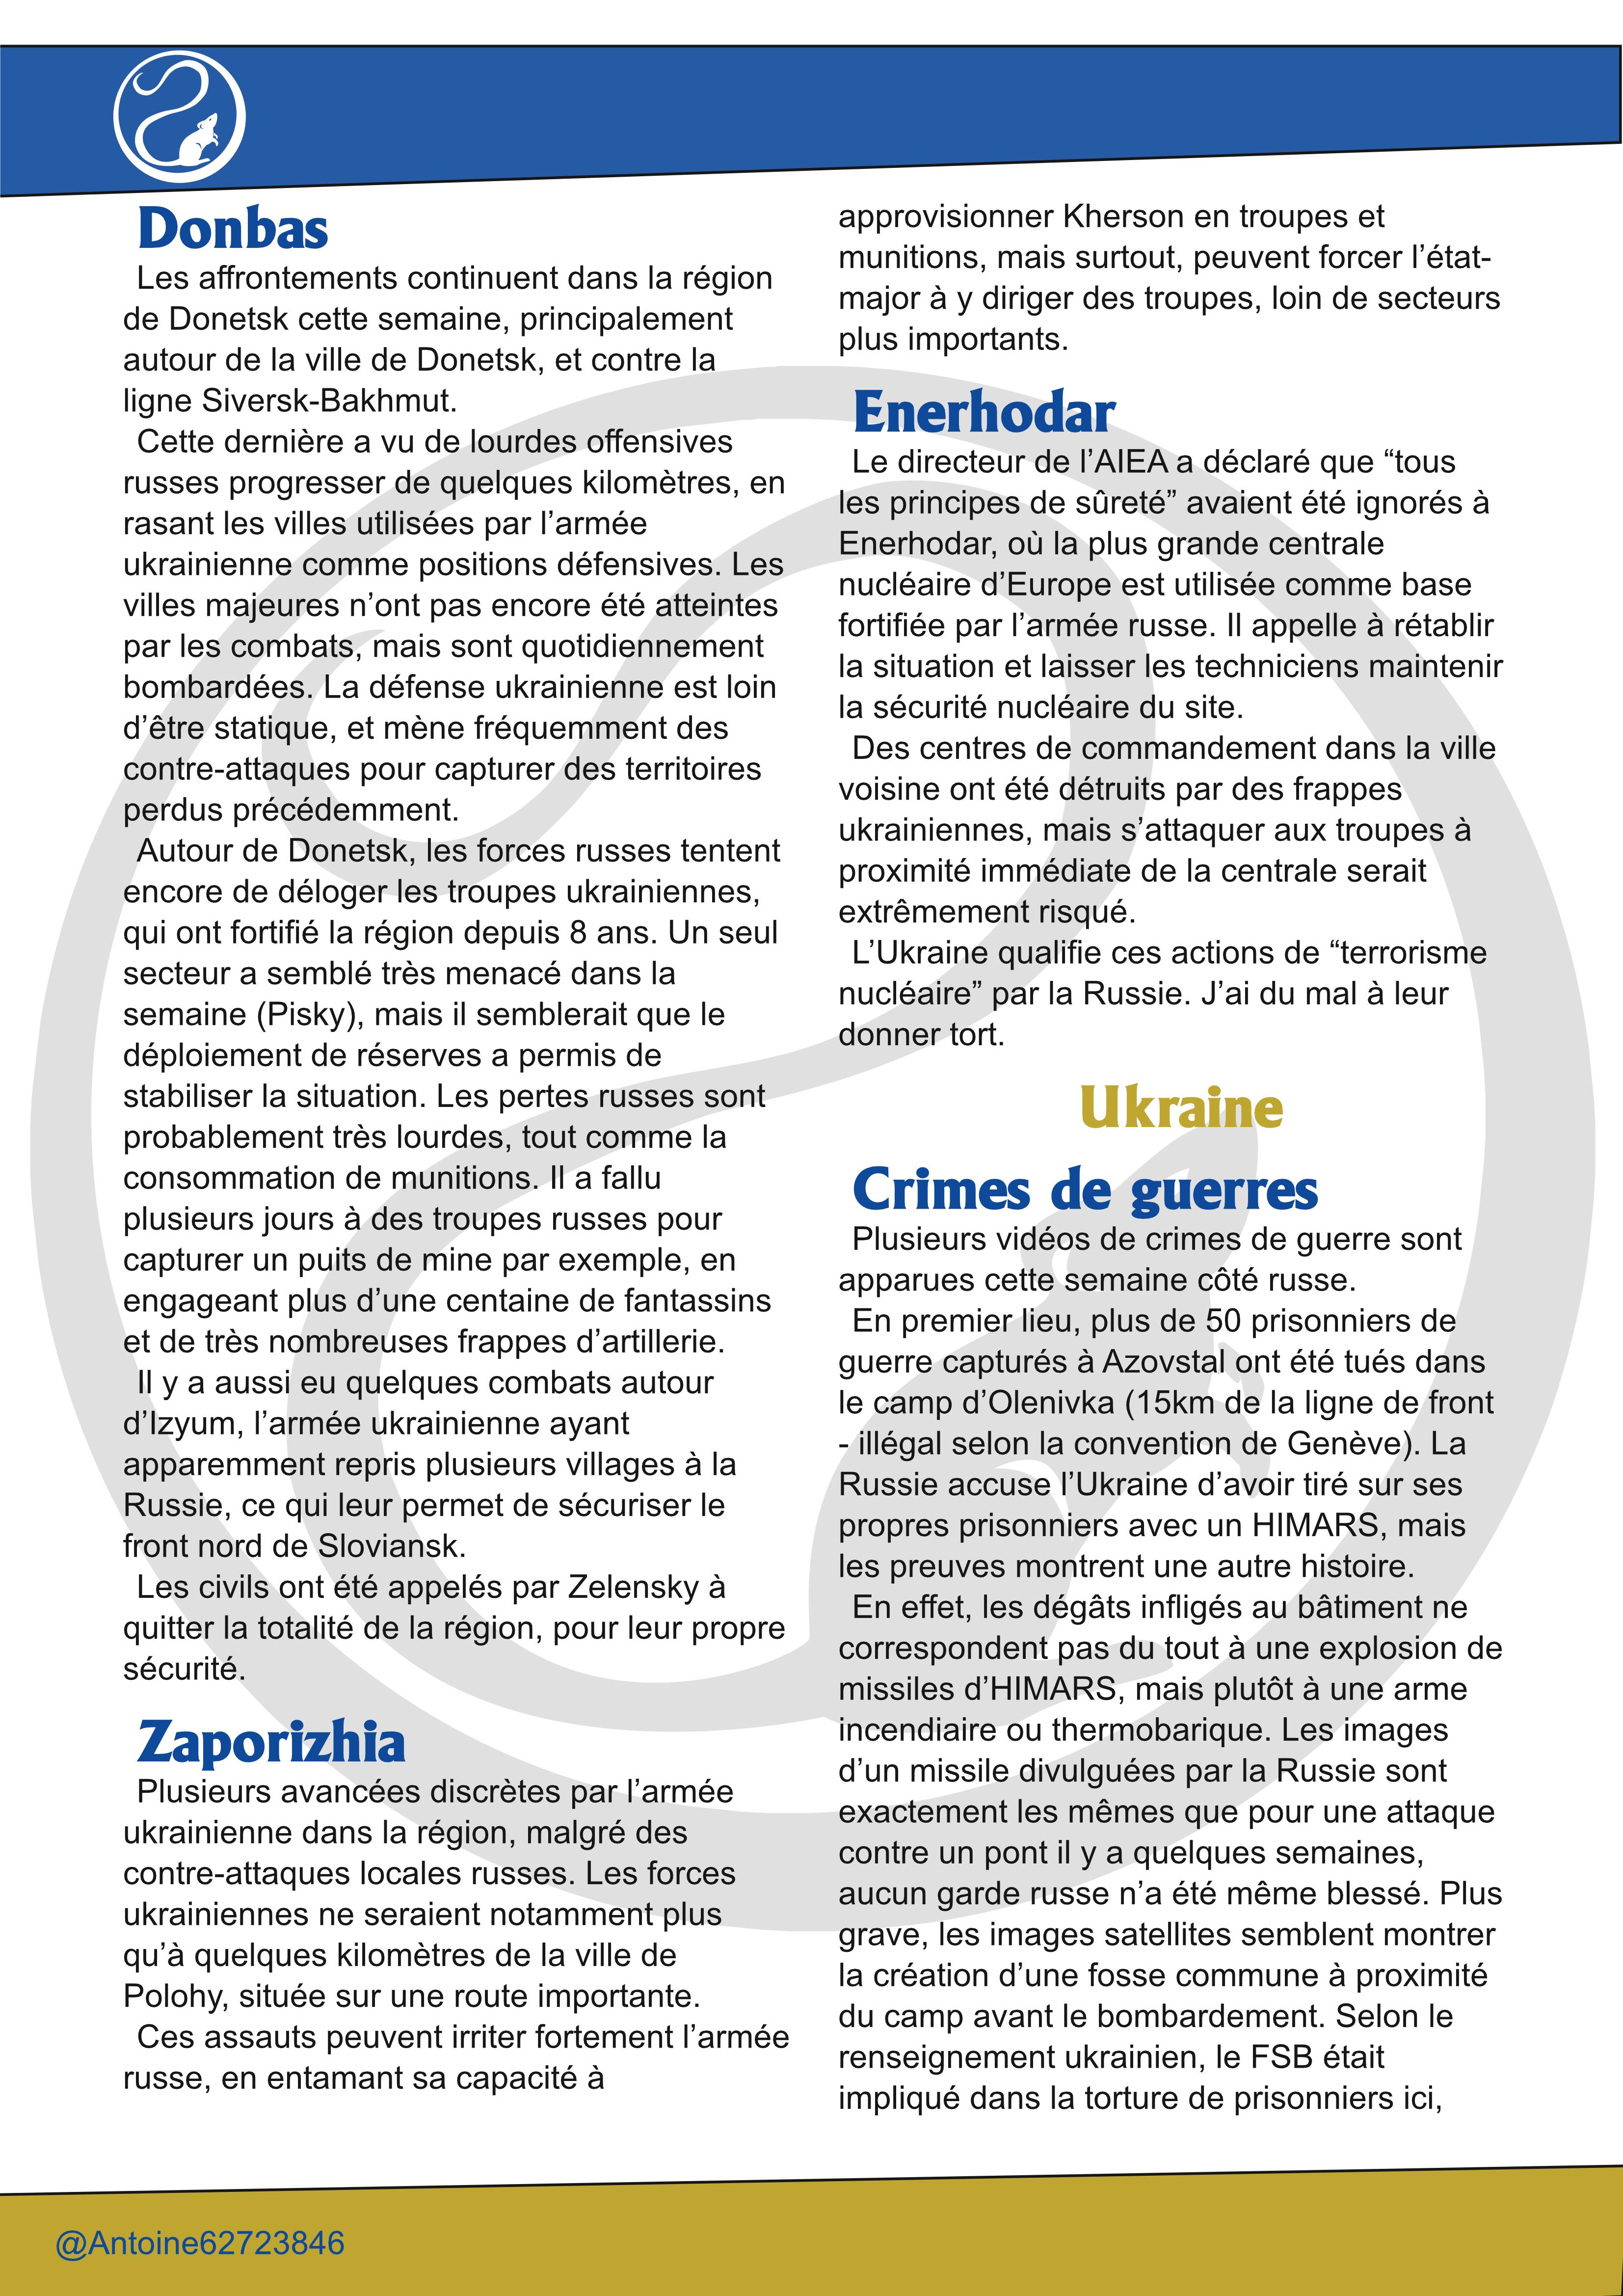 Donbas
Les affrontements continuent dans la région
de Donetsk cette semaine, principalement
autour de la ville de Donetsk, et contre la
ligne Siversk-Bakhmut.
Cette dernière a vu de lourdes offensives
russes progresser de quelques kilomètres, en
rasant les villes utilisées par l’armée
ukrainienne comme positions défensives. Les
villes majeures n’ont pas encore été atteintes
par les combats, mais sont quotidiennement
bombardées. La défense ukrainienne est loin
d’être statique, et mène fréquemment des
contre-attaques pour capturer des territoires
perdus précédemment.
Autour de Donetsk, les forces russes tentent
encore de déloger les troupes ukrainiennes,
qui ont fortifié la région depuis 8 ans. Un seul
secteur a semblé très menacé dans la
semaine (Pisky), mais il semblerait que le
déploiement de réserves a permis de
stabiliser la situation. Les pertes russes sont
probablement très lourdes, tout comme la
consommation de munitions. Il a fallu
plusieurs jours à des troupes russes pour
capturer un puits de mine par exemple, en
engageant plus d’une centaine de fantassins
et de très nombreuses frappes d’artillerie.
Il y a aussi eu quelques combats autour
d’Izyum, l’armée ukrainienne ayant
apparemment repris plusieurs villages à la
Russie, ce qui leur permet de sécuriser le
front nord de Sloviansk.
Les civils ont été appelés par Zelensky à
quitter la totalité de la région, pour leur propre
sécurité.
Zaporizhia
Plusieurs avancées discrètes par l’armée
ukrainienne dans la région, malgré des
contre-attaques locales russes. Les forces
ukrainiennes ne seraient notamment plus
qu’à quelques kilomètres de la ville de
Polohy, située sur une route importante.
Ces assauts peuvent irriter fortement l’armée
russe, en entamant sa capacité à
approvisionner Kherson en troupes et
munitions, mais surtout, peuvent forcer l’état-
major à y diriger des troupes, loin de secteurs
plus importants.
Enerhodar
Le directeur de l’AIEA a déclaré que “tous
les principes de sûreté” avaient été ignorés à
Enerhodar, où la plus grande centrale
nucléaire d’Europe est utilisée comme base
fortifiée par l’armée russe. Il appelle à rétablir
la situation et laisser les techniciens maintenir
la sécurité nucléaire du site.
Des centres de commandement dans la ville
voisine ont été détruits par des frappes
ukrainiennes, mais s’attaquer aux troupes à
proximité immédiate de la centrale serait
extrêmement risqué.
L’Ukraine qualifie ces actions de “terrorisme
nucléaire” par la Russie. J’ai du mal à leur
donner tort.
Ukraine
Crimes de guerres
Plusieurs vidéos de crimes de guerre sont
apparues cette semaine côté russe.
En premier lieu, plus de 50 prisonniers de
guerre capturés à Azovstal ont été tués dans
le camp d’Olenivka (15km de la ligne de front
- illégal selon la convention de Genève). La
Russie accuse l’Ukraine d’avoir tiré sur ses
propres prisonniers avec un HIMARS, mais
les preuves montrent une autre histoire.
En effet, les dégâts infligés au bâtiment ne
correspondent pas du tout à une explosion de
missiles d’HIMARS, mais plutôt à une arme
incendiaire ou thermobarique. Les images
d’un missile divulguées par la Russie sont
exactement les mêmes que pour une attaque
contre un pont il y a quelques semaines,
aucun garde russe n’a été même blessé. Plus
grave, les images satellites semblent montrer
la création d’une fosse commune à proximité
du camp avant le bombardement. Selon le
renseignement ukrainien, le FSB était
impliqué dans la torture de prisonniers ici,
@Antoine62723846